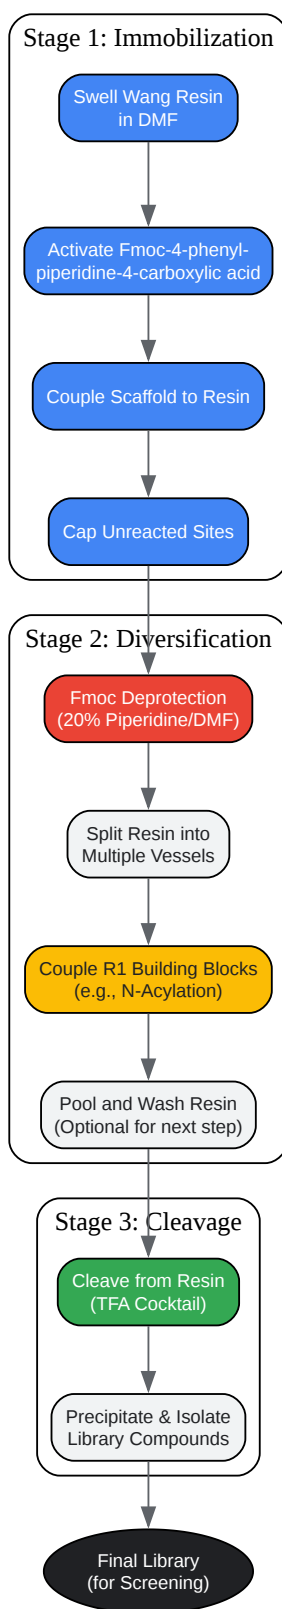 Stage 1: Immobilization
Swell Wang Resin
in DMF
Activate Fmoc-4-phenyl-
piperidine-4-carboxylic acid
Couple Scaffold to Resin
Cap Unreacted Sites
Stage 2: Diversification
Fmoc Deprotection
(20% Piperidine/DMF)
Split Resin into
Multiple Vessels
Couple R1 Building Blocks
(e.g., N-Acylation)
Pool and Wash Resin
(Optional for next step)
Stage 3: Cleavage
Cleave from Resin
(TFA Cocktail)
Precipitate & Isolate
Library Compounds
Final Library
(for Screening)